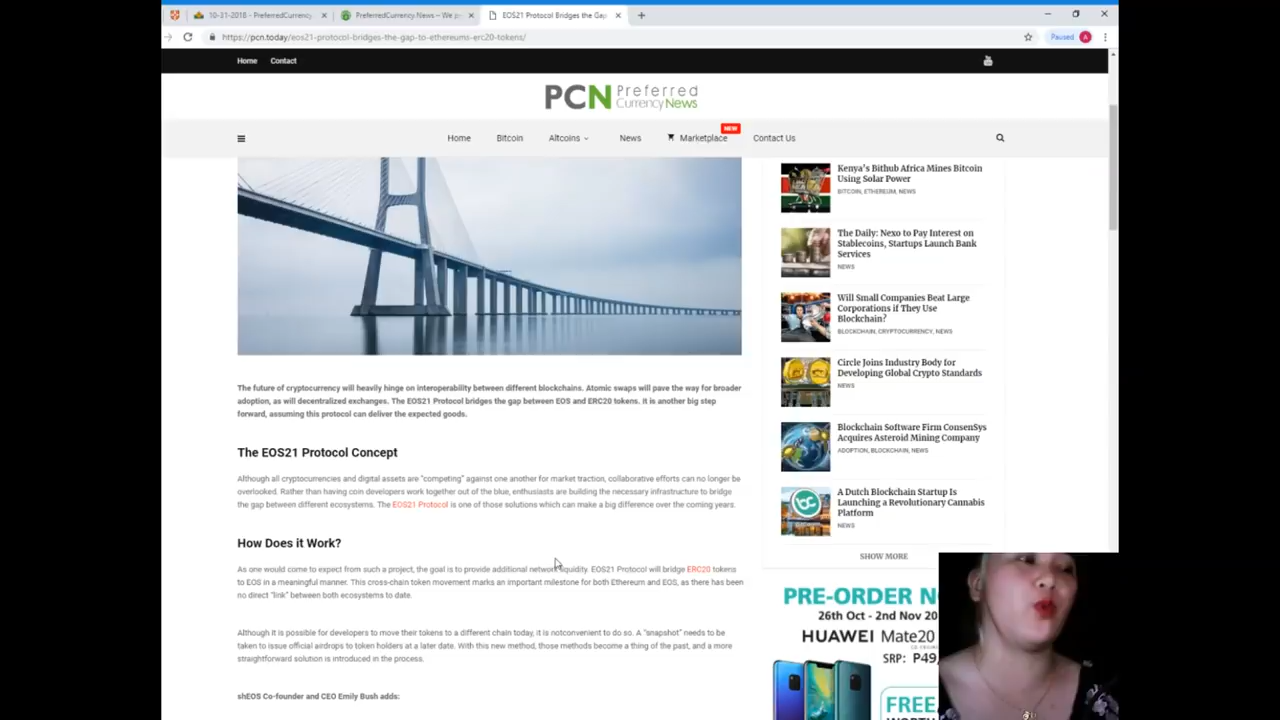 10-31-2018 - PreferredCurrency
PreferredCurrency.News – We p
EOS21 Protocol Bridges the Gap
https://pcn.today/eos21-protocol-bridges-the-gap-to-ethereums-erc20-tokens/
Paused
A
Home
Contact
PCN Preferred
CurrencyNews
Home
Bitcoin
Altcoins
News
Marketplace
NEW
Contact Us
Kenya's Bithub Africa Mines Bitcoin
Using Solar Power
BITCOIN, ETHEREUM, NEWS
The Daily: Nexo to Pay Interest on
Stablecoins, Startups Launch Bank
Services
NEWS
Will Small Companies Beat Large
Corporations if They Use
Blockchain?
BLOCKCHAIN, CRYPTOCURRENCY, NEWS
Circle Joins Industry Body for
Developing Global Crypto Standards
NEWS
Blockchain Software Firm ConsenSys
Acquires Asteroid Mining Company
ADOPTION, BLOCKCHAIN, NEWS
A Dutch Blockchain Startup Is
Launching a Revolutionary Cannabis
Platform
NEWS
SHOW MORE
The future of cryptocurrency will heavily hinge on interoperability between different blockchains. Atomic swaps will pave the way for broader
adoption, as will decentralized exchanges. The EOS21 Protocol bridges the gap between EOS and ERC20 tokens. It is another big step
forward, assuming this protocol can deliver the expected goods.
The EOS21 Protocol Concept
Although all cryptocurrencies and digital assets are "competing" against one another for market traction, collaborative efforts can no longer be
overlooked. Rather than having coin developers work together out of the blue, enthusiasts are building the necessary infrastructure to bridge
the gap between different ecosystems. The EOS21 Protocol is one of those solutions which can make a big difference over the coming years.
How Does it Work?
As one would come to expect from such a project, the goal is to provide additional network liquidity. EOS21 Protocol will bridge ERC20 tokens
to EOS in a meaningful manner. This cross-chain token movement marks an important milestone for both Ethereum and EOS, as there has been
no direct "link" between both ecosystems to date.
Although it is possible for developers to move their tokens to a different chain today, it is notconvenient to do so. A "snapshot" needs to be
taken to issue official airdrops to token holders at a later date. With this new method, those methods become a thing of the past, and a more
straightforward solution is introduced in the process.
shEOS Co-founder and CEO Emily Bush adds:
PRE-ORDER N
26th Oct - 2nd Nov 20
HUAWEI Mate20
SRP: P49,
FREE
WORTH